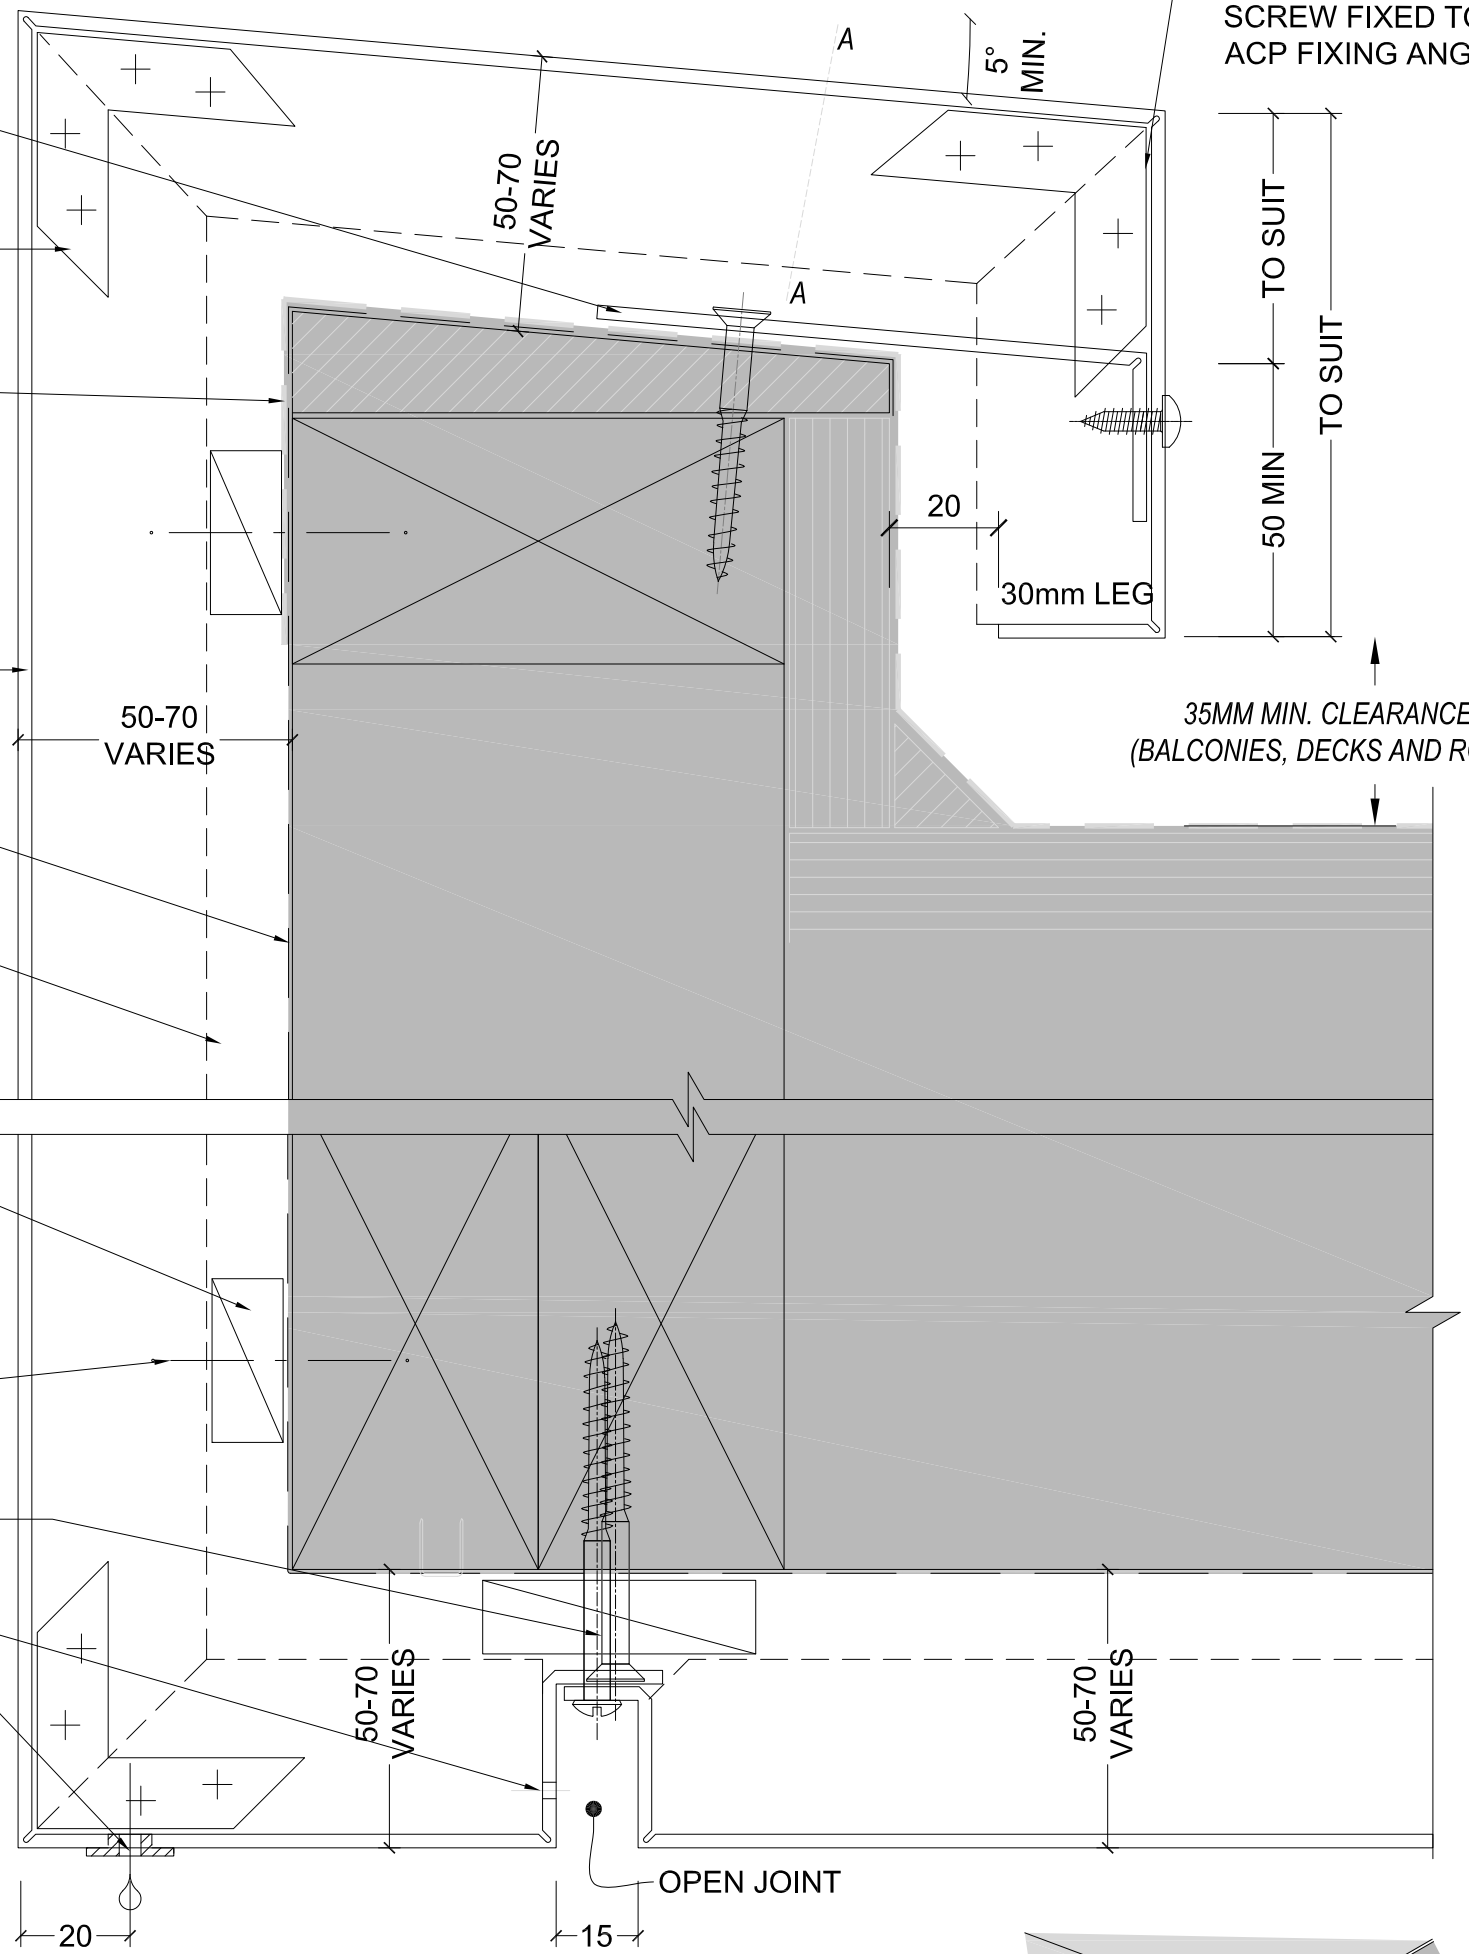 SCREW FIXED TO
ACP FIXING ANG
A
5°
MIN.
50-70
VARIES
A
TO SUIT
TO SUIT
50 MIN
20
30mm LEG
50-70
VARIES
35MM MIN. CLEARANCE
(BALCONIES, DECKS AND RO
50-70
VARIES
50-70
VARIES
OPEN JOINT
20
15